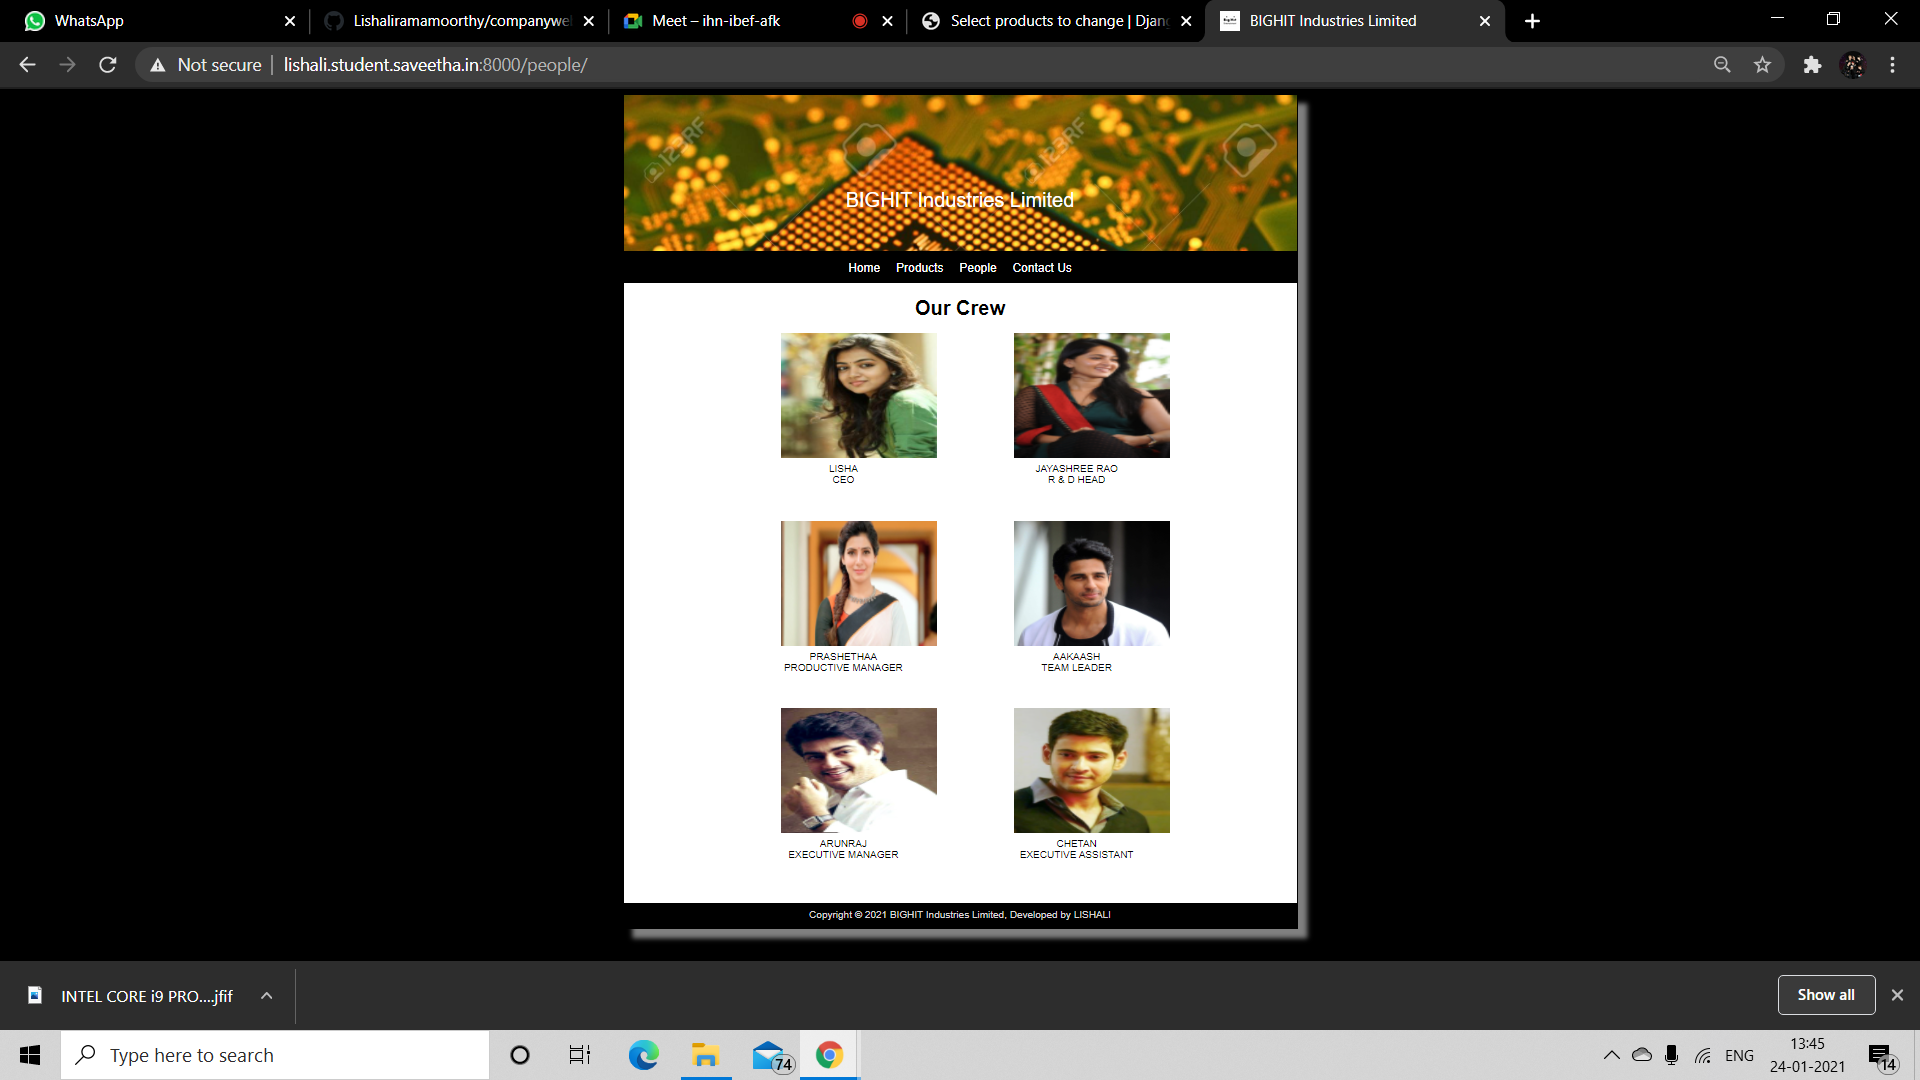 WhatsApp
Lishaliramamoorthy/companywe
Meet – ihn-ibef-afk
Select products to change | Djan
BIGHIT Industries Limited
Not secure | lishali.student.saveetha.in:8000/people/
123RF
123RF
BIGHIT Industries Limited
Home Products People Contact Us
Our Crew
LISHA
CEO
JAYASHREE RAO
R & D HEAD
PRASHETHAA
PRODUCTIVE MANAGER
AAKAASH
TEAM LEADER
ARUNRAJ
EXECUTIVE MANAGER
CHETAN
EXECUTIVE ASSISTANT
Copyright © 2021 BIGHIT Industries Limited, Developed by LISHALI
INTEL CORE i9 PRO....jfif
Show all
Type here to search
74
ENG
13:45
24-01-2021
14